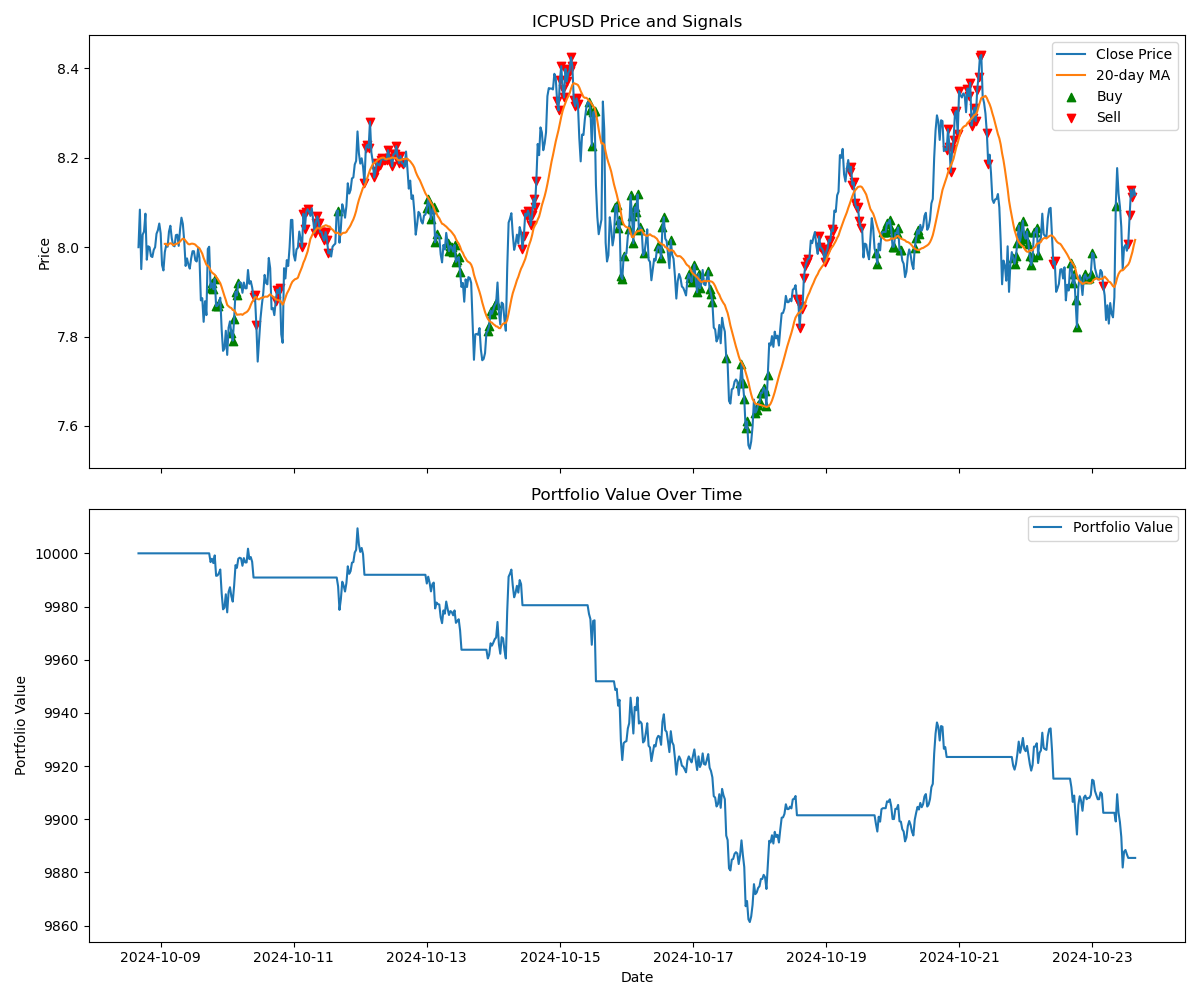 ICPUSD Price and Signals
Close Price
20-day MA
Buy
Sell
8.4
8.2
8.0
7.8
7.6
Price
Portfolio Value Over Time
Portfolio Value
10000
9980
9960
9940
9920
9900
9880
9860
Portfolio Value
2024-10-09 2024-10-11 2024-10-13 2024-10-15 2024-10-17 2024-10-19 2024-10-21 2024-10-23
Date